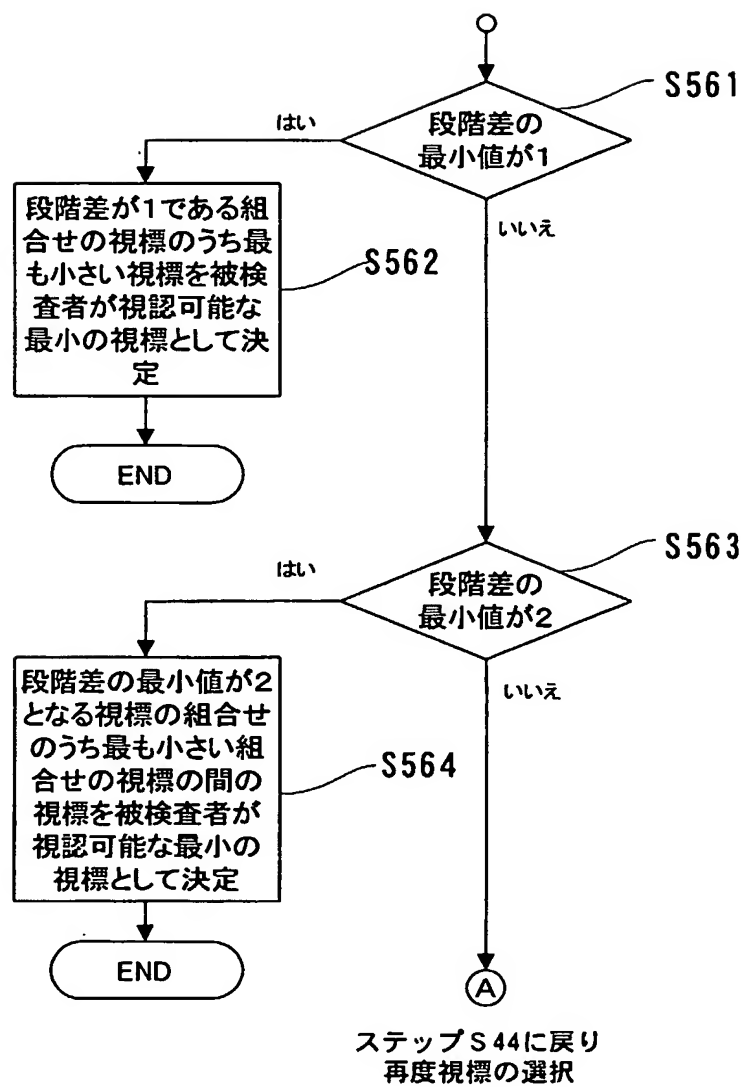 S561
段階差の
最小値が1
はい
いいえ
段階差が1である組
合せの視標のうち最
も小さい視標を被検
査者が視認可能な
最小の視標として決
定
S562
END
S563
段階差の
最小値が2
はい
いいえ
段階差の最小値が2
となる視標の組合せ
のうち最も小さい組
合せの視標の間の
視標を被検査者が
視認可能な最小の
視標として決定
S564
END
A
ステップS44に戻り
再度視標の選択